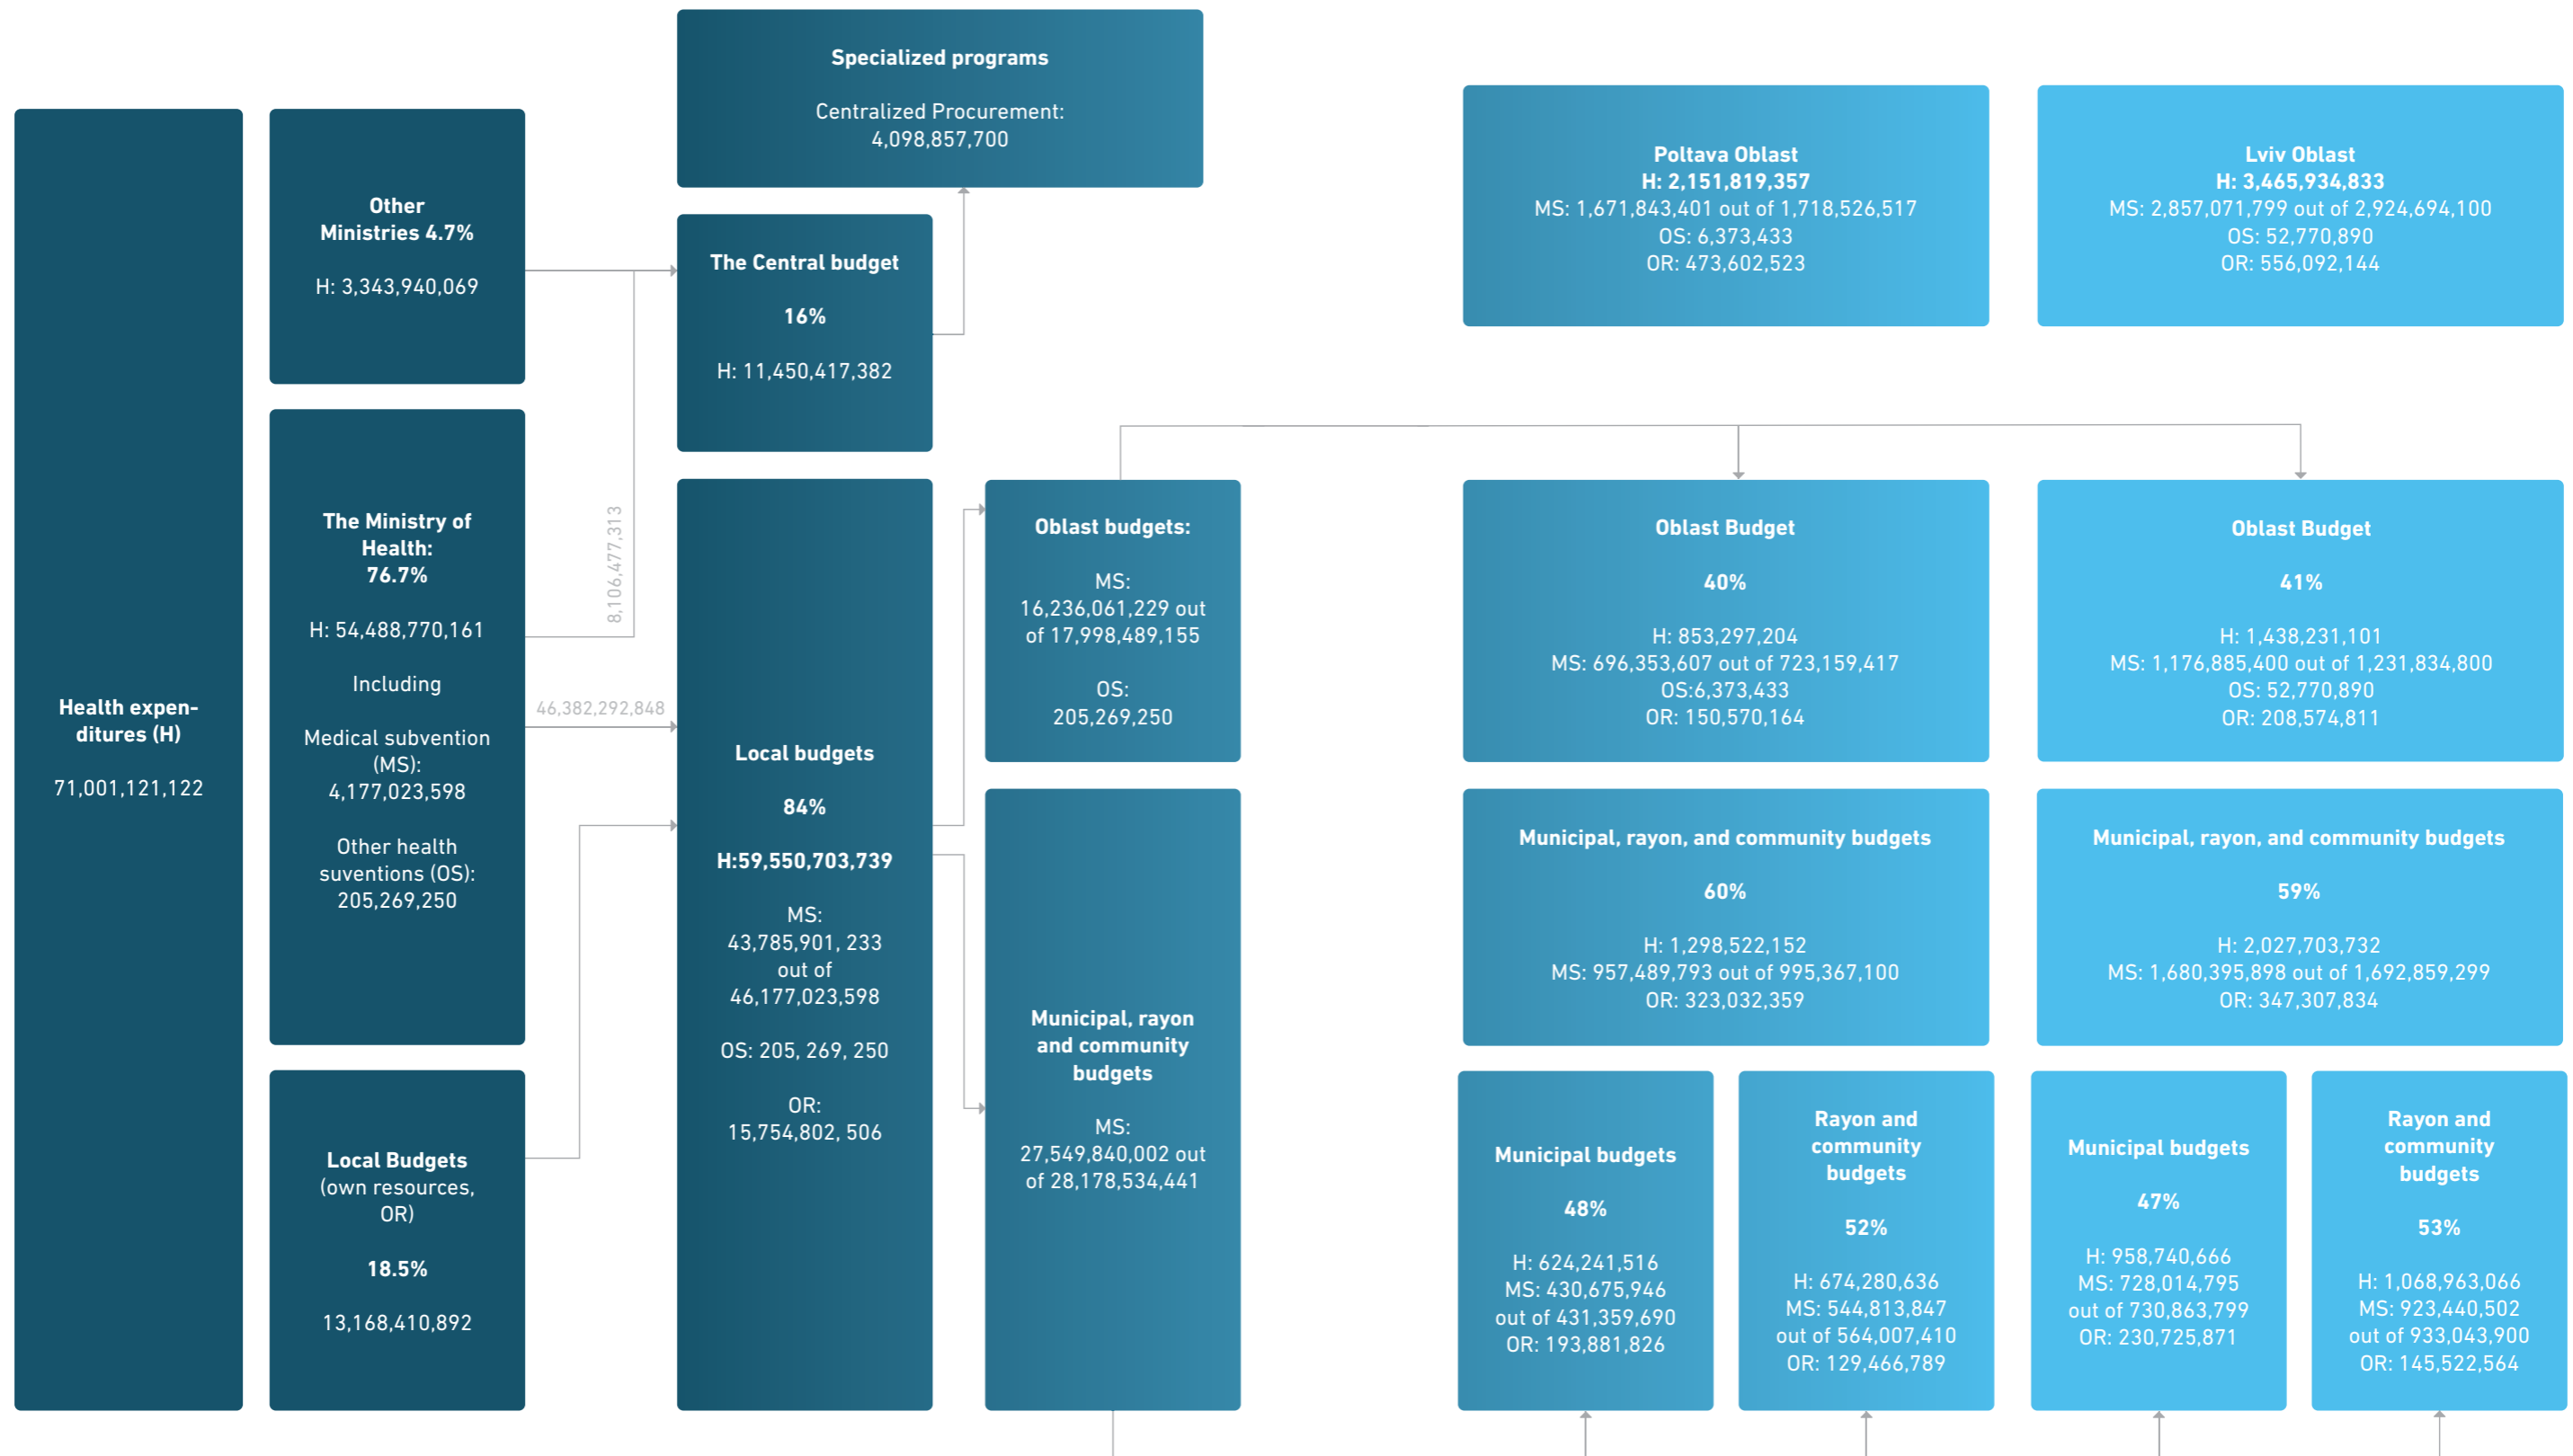 Specialized programs
Centralized Procurement:
4,098,857,700
Health expen-
ditures (H)
71,001,121,122
Other
Ministries 4.7%
H: 3,343,940,069
The Ministry of
Health:
76.7%
H: 54,488,770,161
Including
Medical subvention
(MS):
4,177,023,598
Other health
suventions (OS):
205,269,250
Local Budgets
(own resources,
OR)
18.5%
13,168,410,892
8,106,477,313
46,382,292,848
The Central budget
16%
H: 11,450,417,382
Local budgets
84%
H:59,550,703,739
MS:
43,785,901, 233
out of
46,177,023,598
OS: 205, 269, 250
OR:
15,754,802, 506
Oblast budgets:
MS:
16,236,061,229 out
of 17,998,489,155
OS:
205,269,250
Municipal, rayon
and community
budgets
MS:
27,549,840,002 out
of 28,178,534,441
Poltava Oblast
H: 2,151,819,357
MS: 1,671,843,401 out of 1,718,526,517
OS: 6,373,433
OR: 473,602,523
Oblast Budget
40%
H: 853,297,204
MS: 696,353,607 out of 723,159,417
OS:6,373,433
OR: 150,570,164
Municipal, rayon, and community budgets
60%
H: 1,298,522,152
MS: 957,489,793 out of 995,367,100
OR: 323,032,359
Municipal budgets
48%
H: 624,241,516
MS: 430,675,946
out of 431,359,690
OR: 193,881,826
Rayon and
community
budgets
52%
H: 674,280,636
MS: 544,813,847
out of 564,007,410
OR: 129,466,789
Lviv Oblast
H: 3,465,934,833
MS: 2,857,071,799 out of 2,924,694,100
OS: 52,770,890
OR: 556,092,144
Oblast Budget
41%
H: 1,438,231,101
MS: 1,176,885,400 out of 1,231,834,800
OS: 52,770,890
OR: 208,574,811
Municipal, rayon, and community budgets
59%
H: 2,027,703,732
MS: 1,680,395,898 out of 1,692,859,299
OR: 347,307,834
Municipal budgets
47%
H: 958,740,666
MS: 728,014,795
out of 730,863,799
OR: 230,725,871
Rayon and
community
budgets
53%
H: 1,068,963,066
MS: 923,440,502
out of 933,043,900
OR: 145,522,564